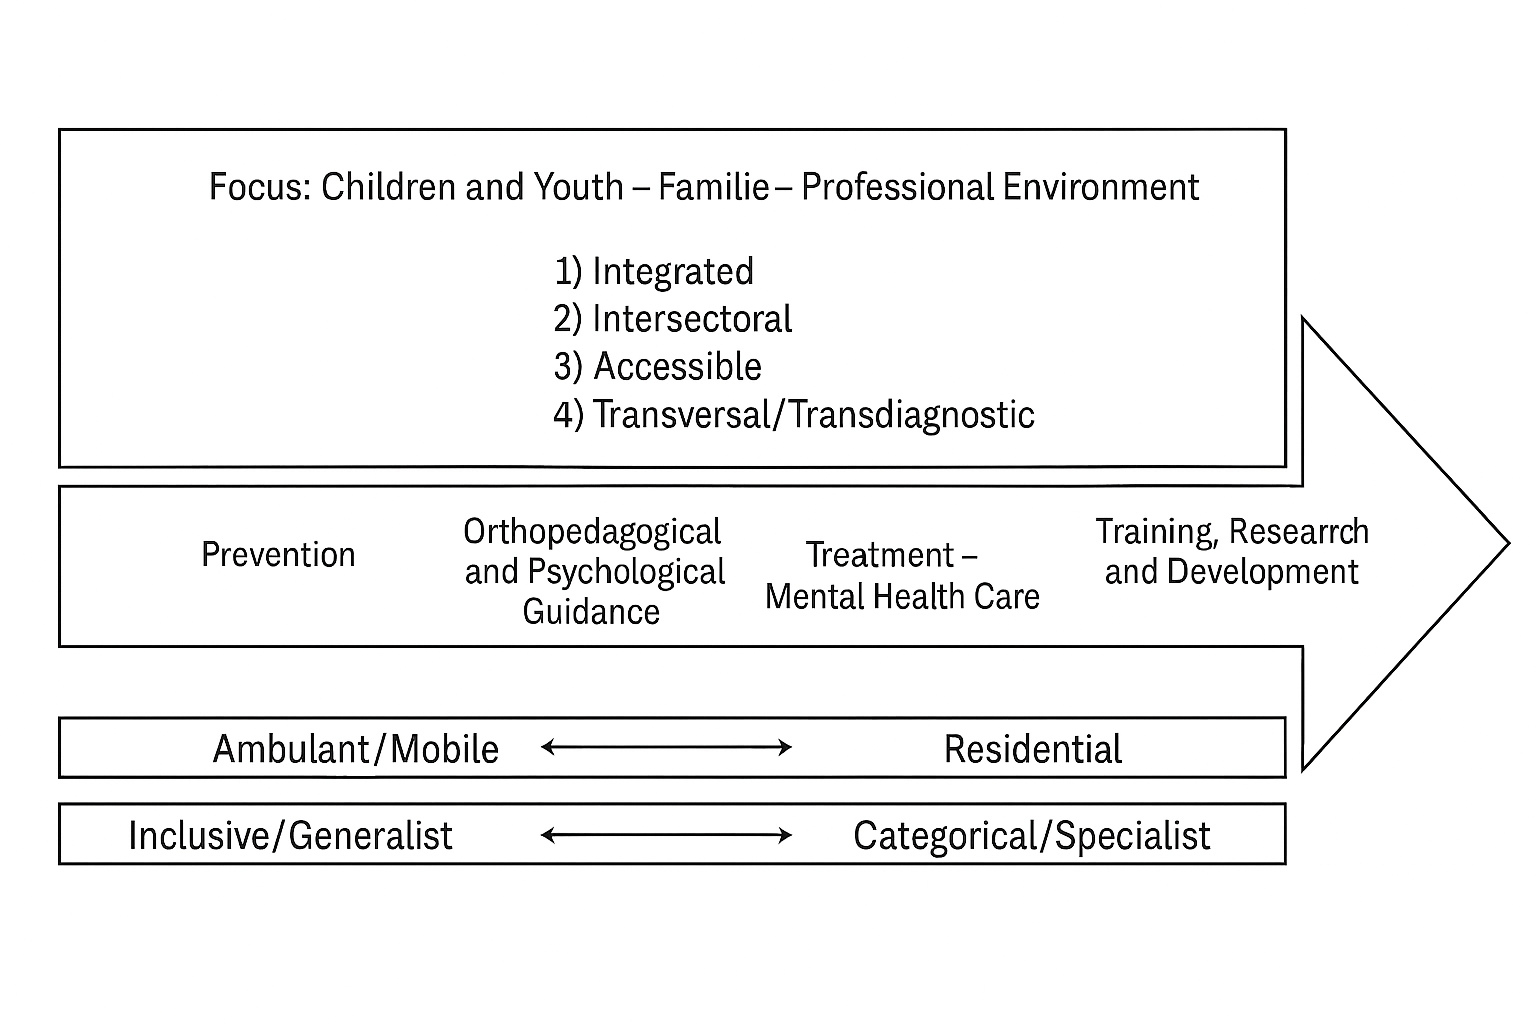 Focus: Children and Youth – Familie – Professional Environment
1) Integrated
2) Intersectoral
3) Accessible
4) Transversal/Transdiagnostic
Prevention
Orthopedagogical
and Psychological
Guidance
Treatment –
Mental Health Care
Training, Researrch
and Development
Ambulant/Mobile
Residential
Inclusive/Generalist
Categorical/Specialist